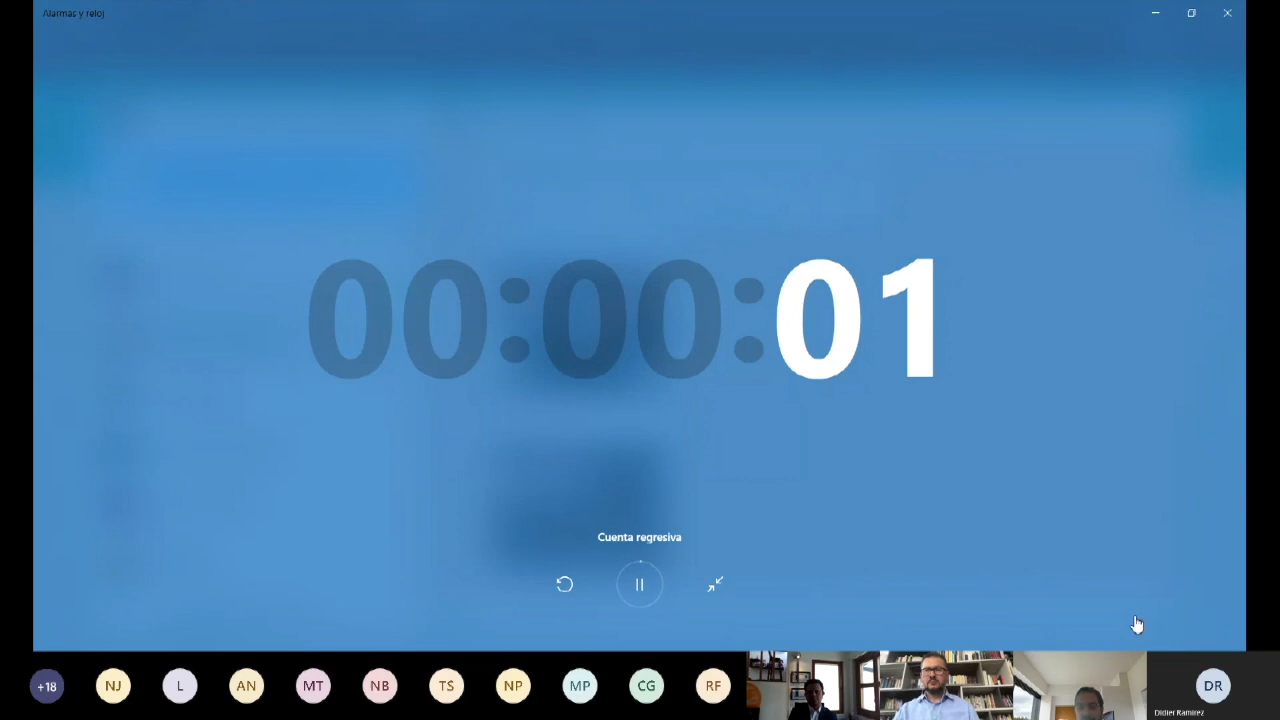 Alarmas y reloj
00:00:01
Cuenta regresiva
+18 NJ L AN MT NB TS NP MP CG RF DR
Didier Ramirez